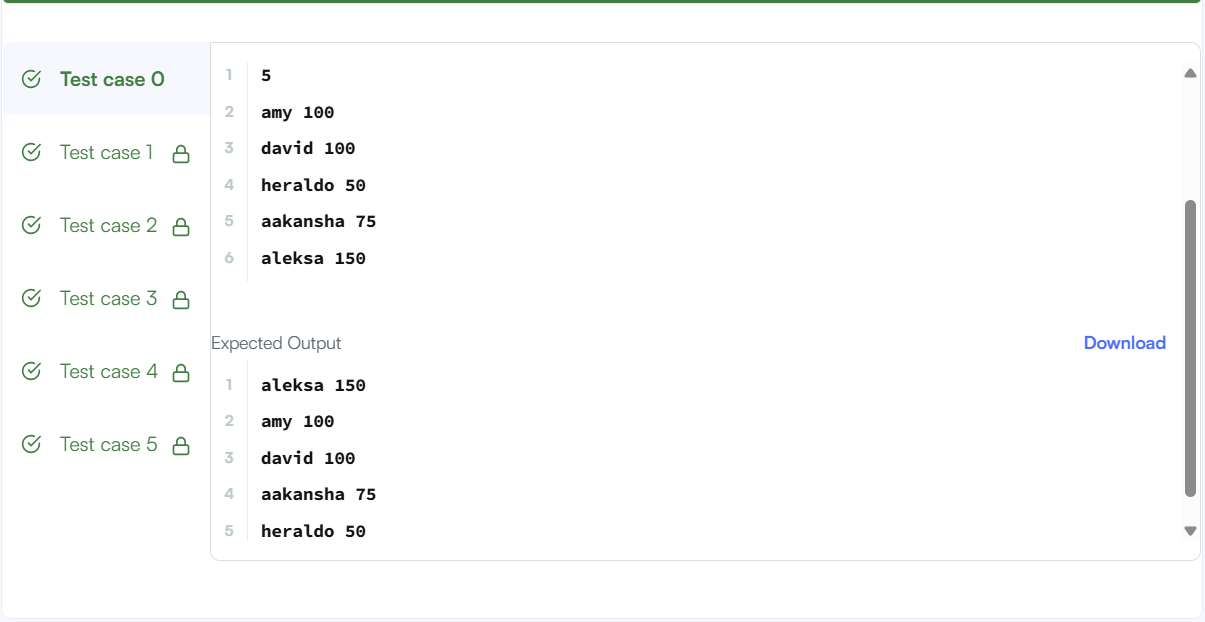 Test case 0
Test case 1
Test case 2
Test case 3
Test case 4
Test case 5
1 5
2 amy 100
3 david 100
4 heraldo 50
5 aakansha 75
6 aleksa 150
Expected Output Download
1 aleksa 150
2 amy 100
3 david 100
4 aakansha 75
5 heraldo 50